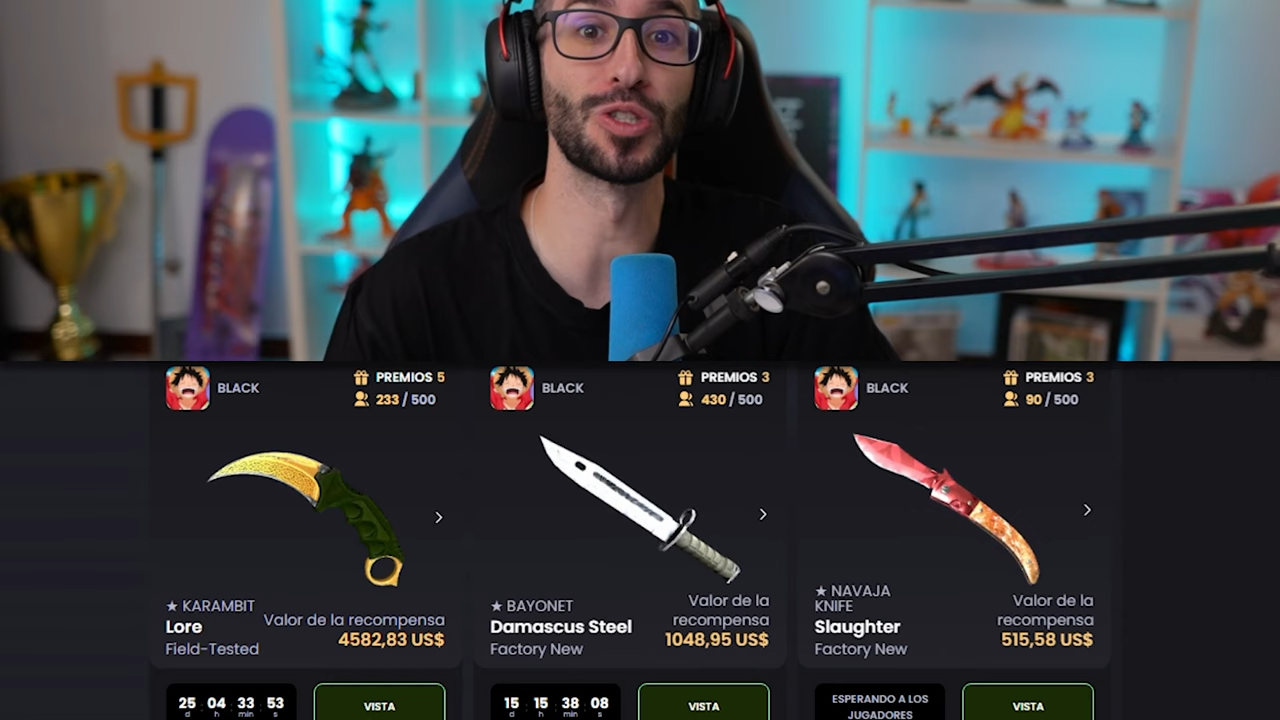 BLACK
PREMIOS 5
233 / 500
BLACK
PREMIOS 3
430 / 500
BLACK
PREMIOS 3
90 / 500
★ KARAMBIT
Lore
Field-Tested
Valor de la recompensa
4582,83 US$
★ BAYONET
Damascus Steel
Factory New
Valor de la
recompensa
1048,95 US$
★ NAVAJA
KNIFE
Slaughter
Factory New
Valor de la
recompensa
515,58 US$
25 04 33 53
d h min s
VISTA
15 15 38 08
d h min s
VISTA
ESPERANDO A LOS
JUGADORES
VISTA